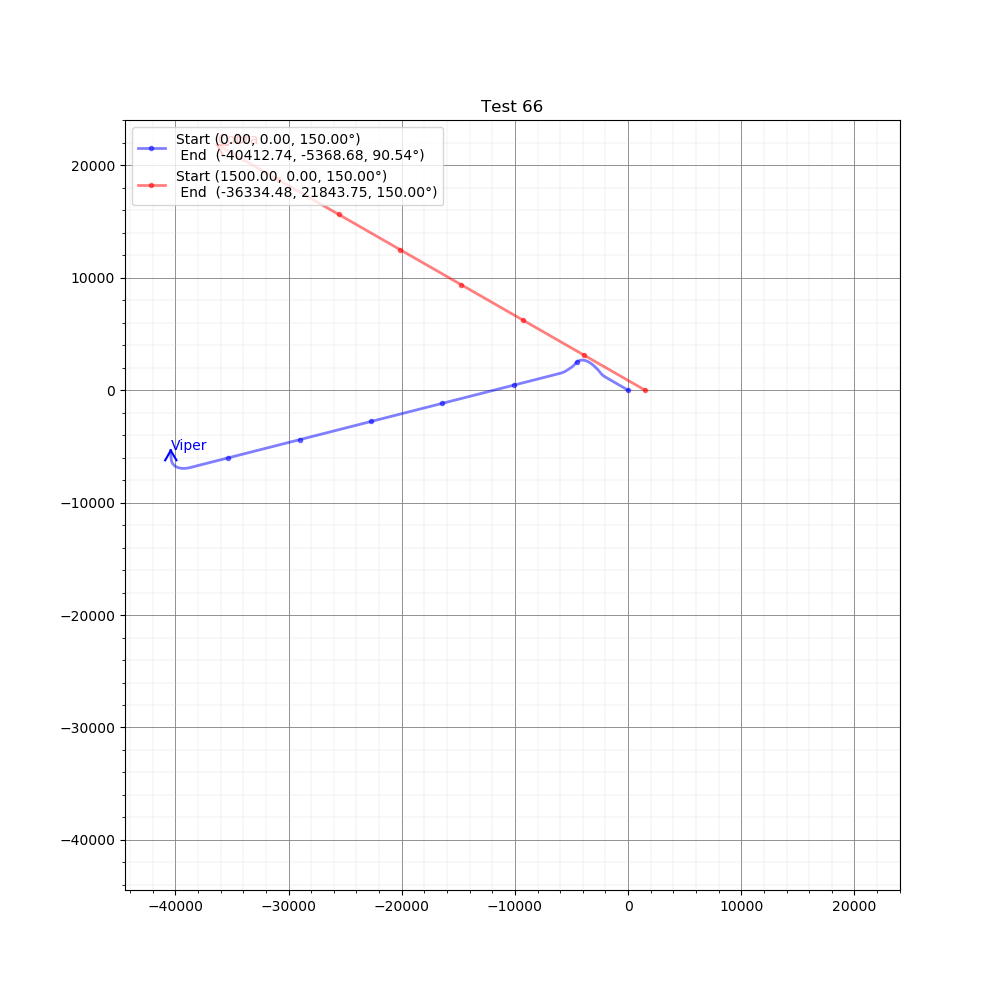 Test 66
Start (0.00, 0.00, 150.00°)
End (-40412.74, -5368.68, 90.54°)
Start (1500.00, 0.00, 150.00°)
End (-36334.48, 21843.75, 150.00°)
20000
10000
0
−10000
−20000
−30000
−40000
Viper
−40000 −30000 −20000 −10000 0 10000 20000